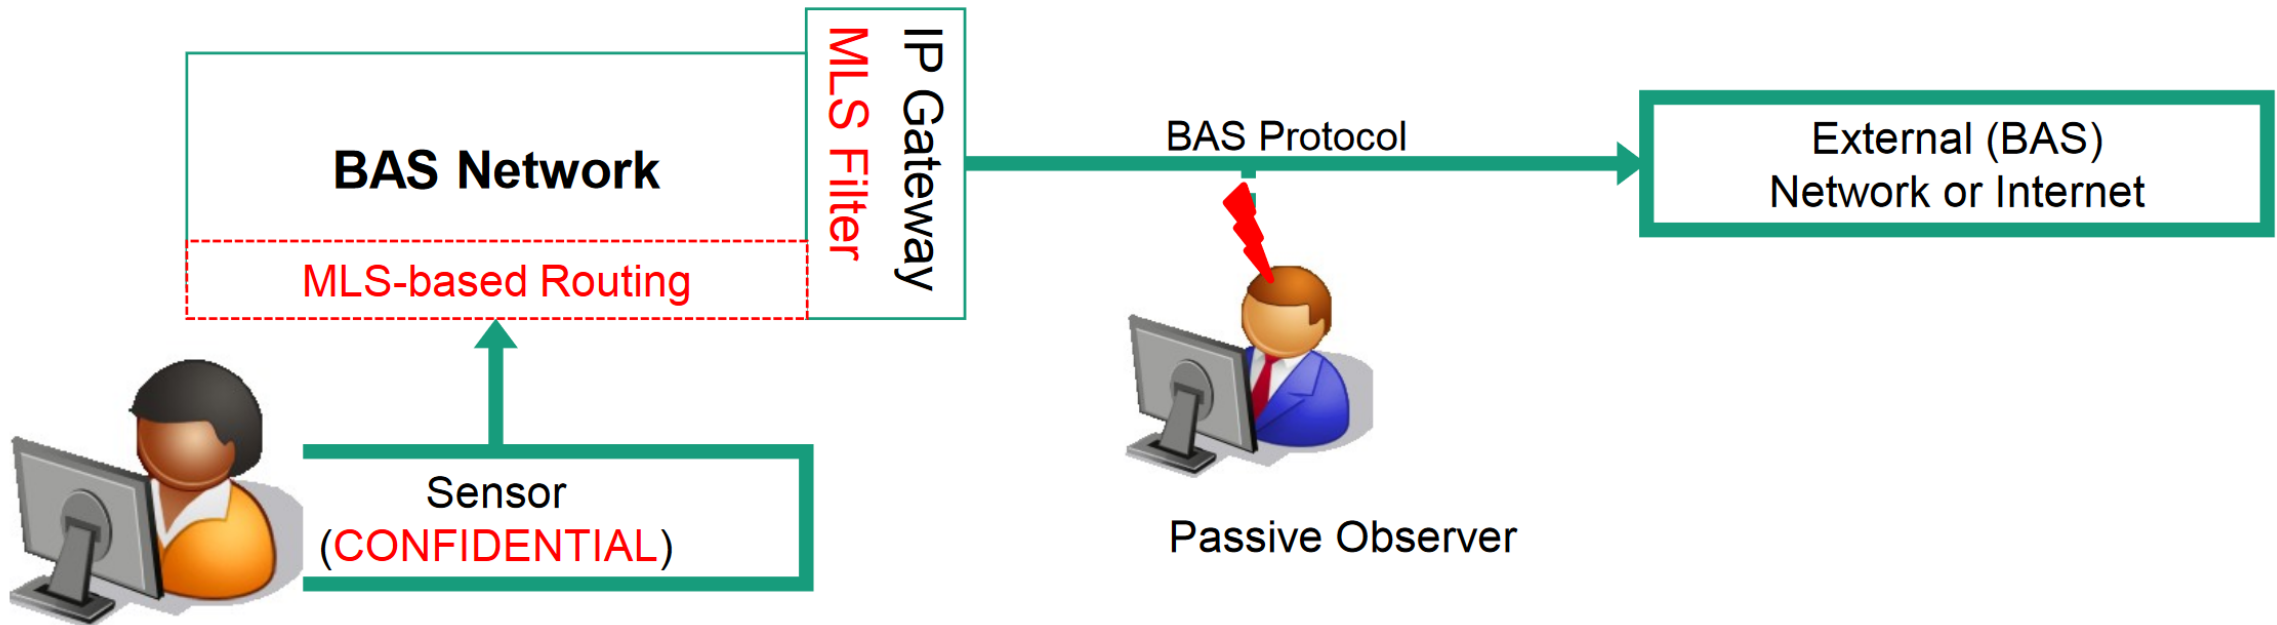 IP Gateway
MLS Filter
BAS Network
MLS-based Routing
BAS Protocol
External (BAS)
Network or Internet
Sensor
(CONFIDENTIAL)
Passive Observer